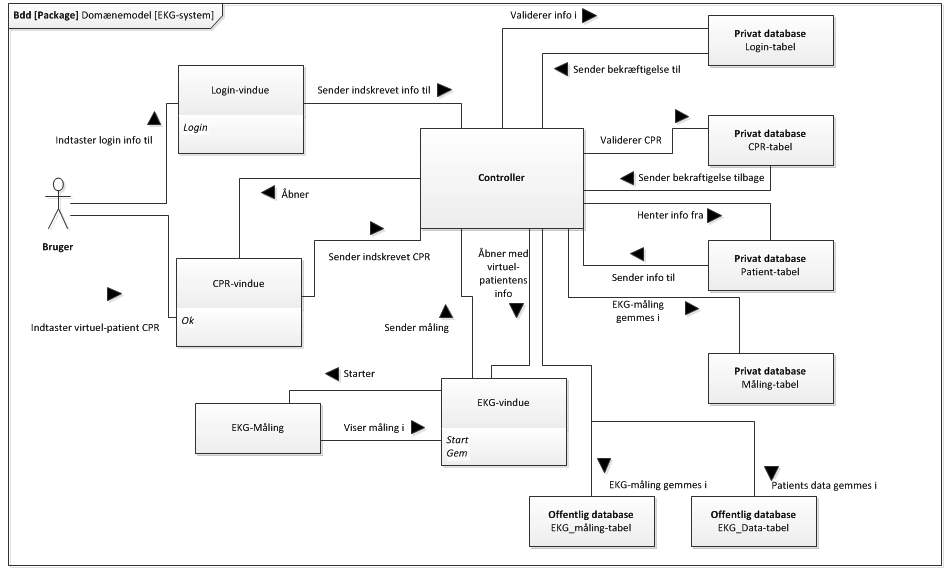 Bdd [Package] Domænemodel [EKG-system]
Validerer info i
Privat database
Login-tabel
Sender bekræftigelse til
Login-vindue
Login
Sender indskrevet info til
Indtaster login info til
Privat database
CPR-tabel
Validerer CPR
Controller
Sender bekraftigelse tilbage
Åbner
Bruger
Henter info fra
Sender indskrevet CPR
Åbner med
virtuel-
patientens
info
Privat database
Patient-tabel
Sender info til
CPR-vindue
Ok
Indtaster virtuel-patient CPR
Sender måling
EKG-måling
gemmes i
Privat database
Måling-tabel
Starter
EKG-vindue
Start
Gem
EKG-Måling
Viser måling i
EKG-måling gemmes i
Patients data gemmes i
Offentlig database
EKG_måling-tabel
Offentlig database
EKG_Data-tabel